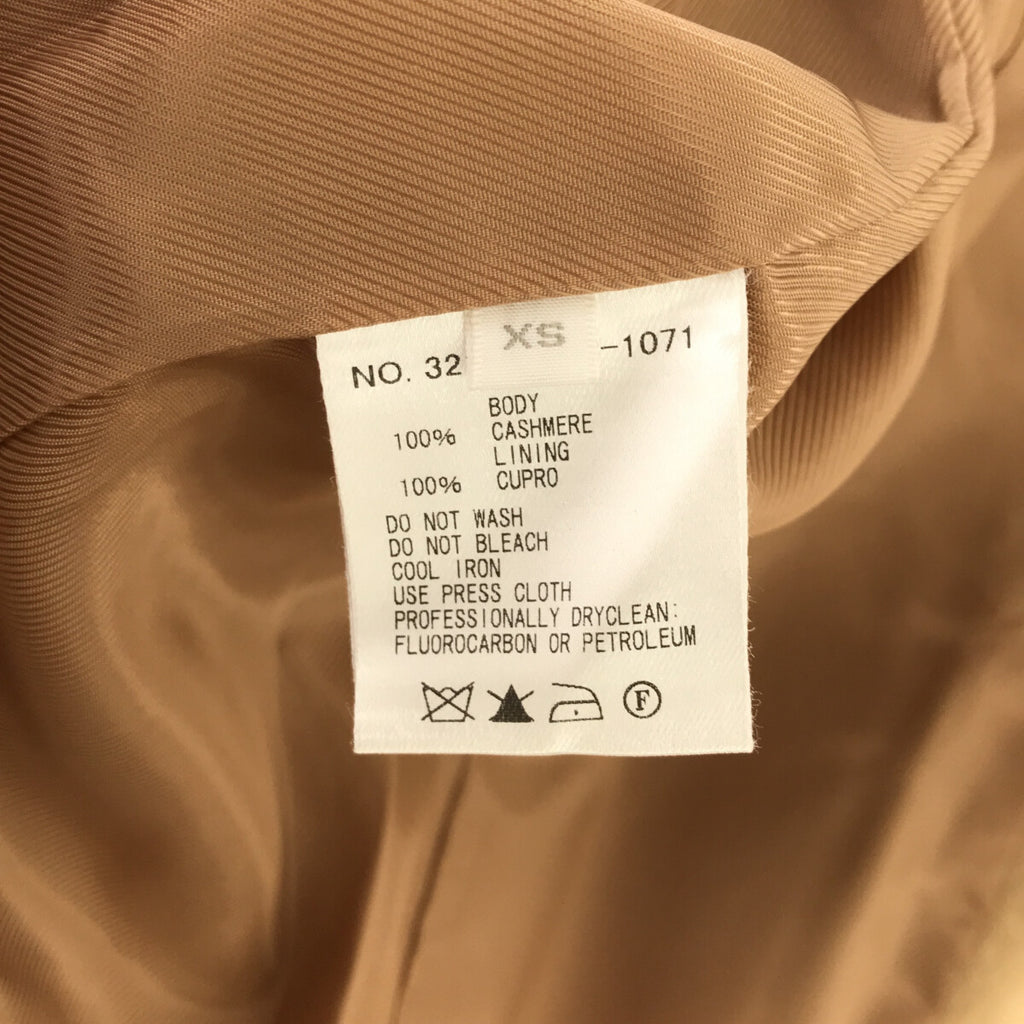 XS
NO. 32 -1071
BODY
100% CASHMERE
LINING
100% CUPRO
DO NOT WASH
DO NOT BLEACH
COOL IRON
USE PRESS CLOTH
PROFESSIONALLY DRYCLEAN:
FLUOROCARBON OR PETROLEUM
F